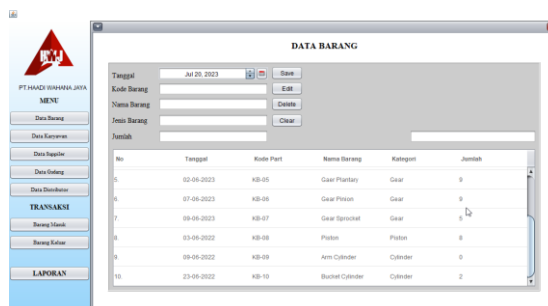 DATA BARANG
PT.HAADI WAHANA JAYA
MENU
Data Barang
Data Karyawan
Data Suppiler
Data Gudang
Data Distributor
TRANSAKSI
Barang Masuk
Barang Keluar
LAPORAN
Tanggal Jul 20, 2023 Save
Kode Barang Edit
Nama Barang Delete
Jenis Barang Clear
Jumlah
No Tanggal Kode Part Nama Barang Kategori Jumlah
5. 02-06-2023 KB-05 Gaer Plantary Gear 9
6. 07-06-2023 KB-06 Gear Pinion Gear 9
7. 09-06-2023 KB-07 Gear Sprocket Gear 5
8. 03-06-2022 KB-08 Piston Piston 8
9. 09-06-2022 KB-09 Arm Cylinder Cylinder 0
10. 23-06-2022 KB-10 Bucket Cylinder Cylinder 2